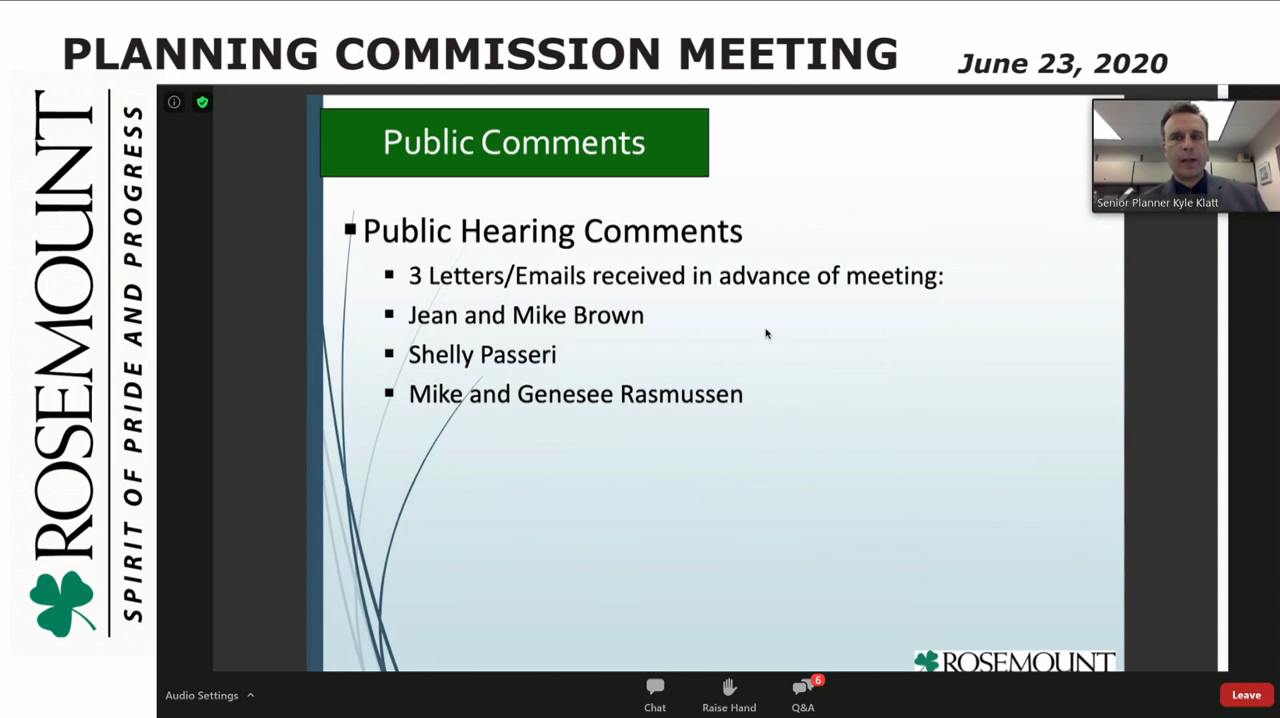 PLANNING COMMISSION MEETING
June 23, 2020
ROSEMOUNT
SPIRIT OF PRIDE AND PROGRESS
Public Comments
Senior Planner Kyle Klatt
Public Hearing Comments
3 Letters/Emails received in advance of meeting:
Jean and Mike Brown
Shelly Passeri
Mike and Genesee Rasmussen
ROSEMOUNT
Audio Settings
Chat
Raise Hand
6
Q&A
Leave